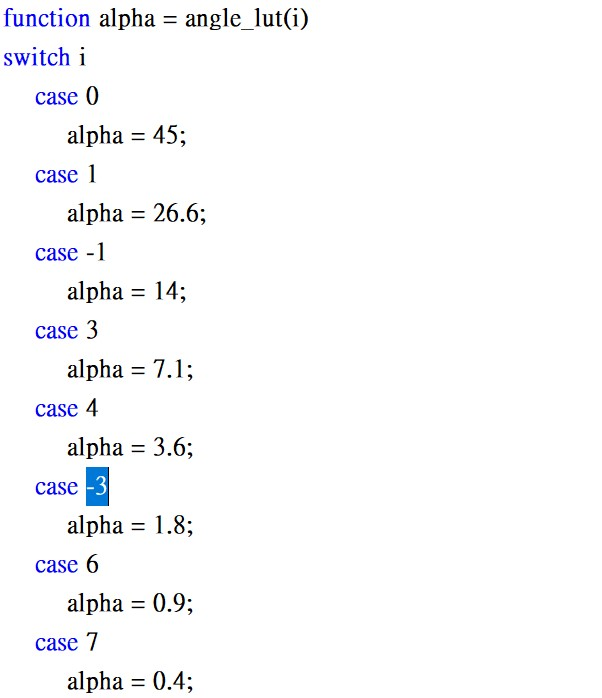 function alpha = angle_lut(i)
switch i
case 0
alpha = 45;
case 1
alpha = 26.6;
case -1
alpha = 14;
case 3
alpha = 7.1;
case 4
alpha = 3.6;
case -3
alpha = 1.8;
case 6
alpha = 0.9;
case 7
alpha = 0.4;